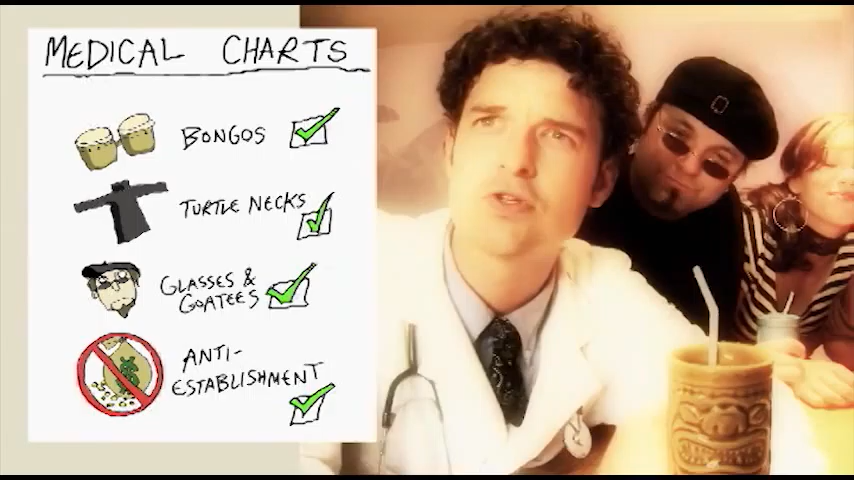 MEDICAL CHARTS
BONGOS
TURTLE NECKS
GLASSES &
GOATEES
ANTI-
ESTABLISHMENT
$